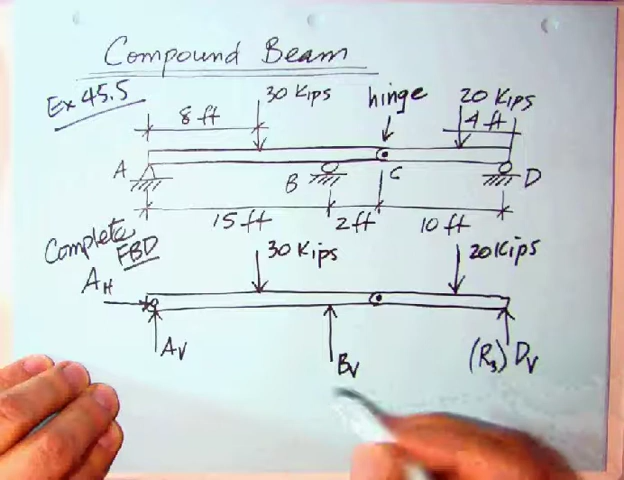 Compound Beam
Ex 45.5
30 Kips
hinge
20 Kips
8 ft
4 ft
A
B
C
D
15 ft
2 ft
10 ft
Complete
FBD
30 Kips
20 Kips
AH
AV
BV
(R3) DV